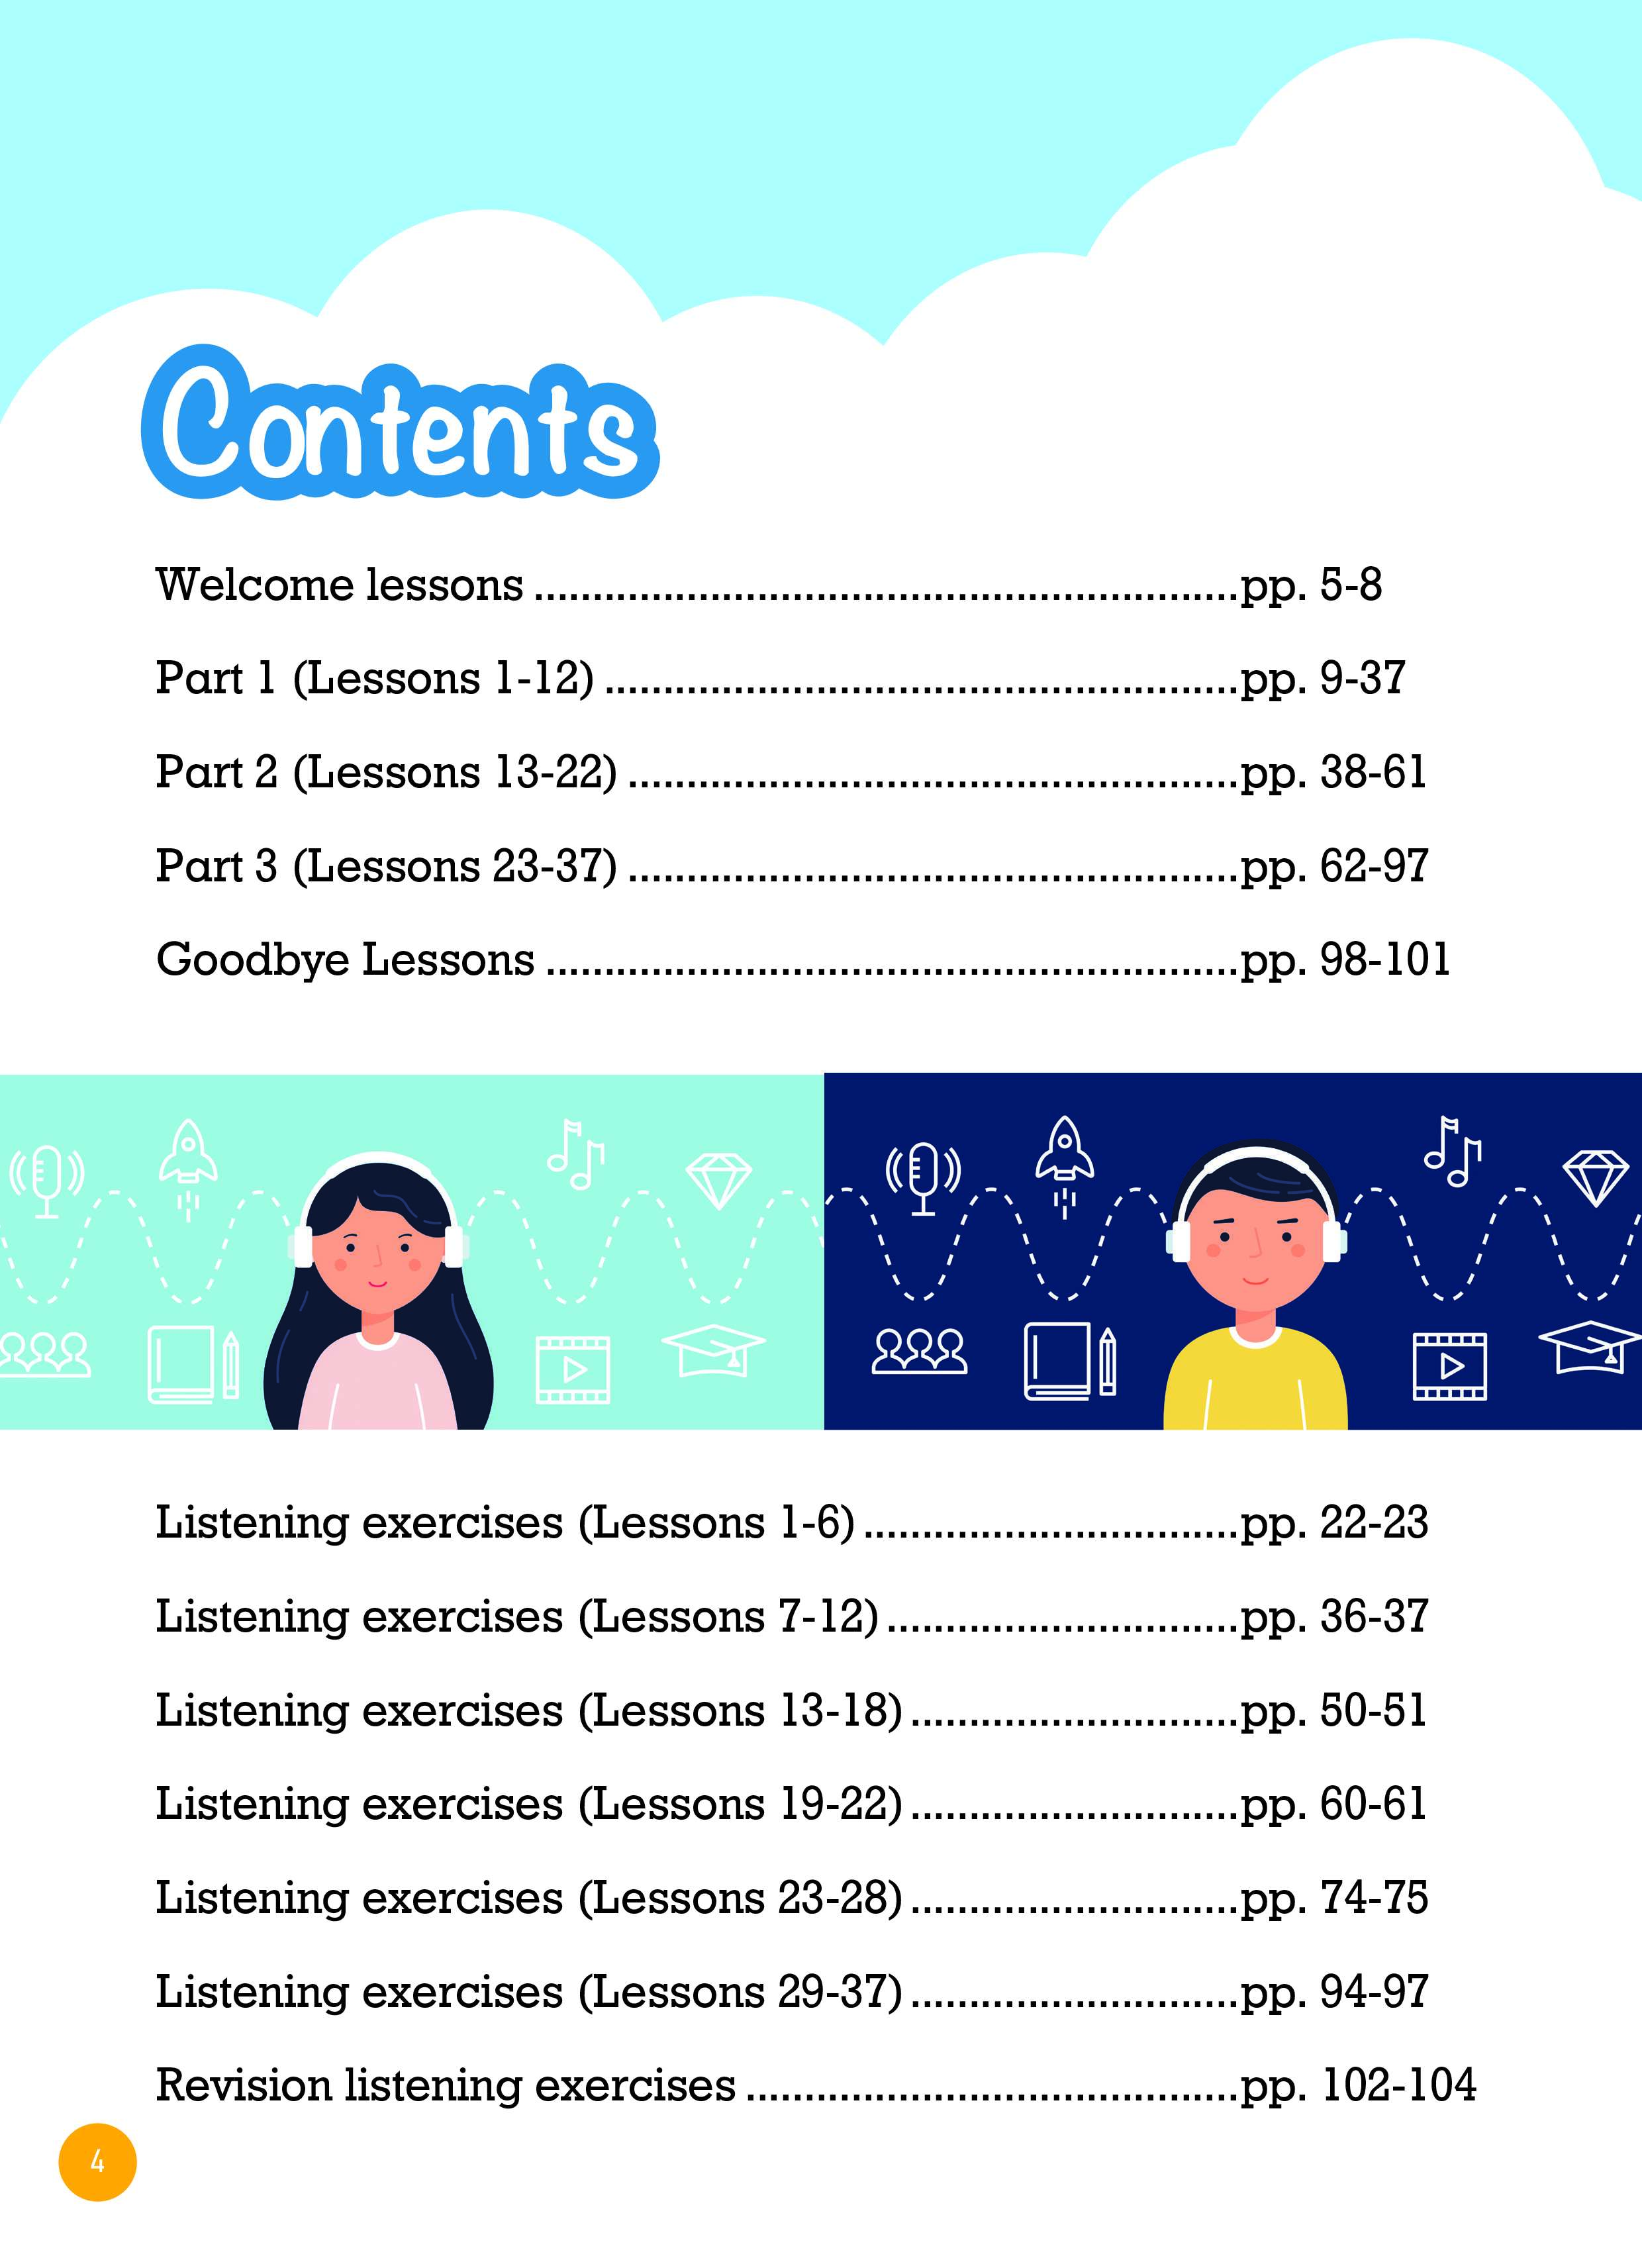 Contents
Welcome lessons ............................................................pp. 5-8
Part 1 (Lessons 1-12) ......................................................pp. 9-37
Part 2 (Lessons 13-22) ....................................................pp. 38-61
Part 3 (Lessons 23-37) ....................................................pp. 62-97
Goodbye Lessons ...........................................................pp. 98-101
Listening exercises (Lessons 1-6) ................................pp. 22-23
Listening exercises (Lessons 7-12) ..............................pp. 36-37
Listening exercises (Lessons 13-18) ............................pp. 50-51
Listening exercises (Lessons 19-22) ............................pp. 60-61
Listening exercises (Lessons 23-28) ............................pp. 74-75
Listening exercises (Lessons 29-37) ............................pp. 94-97
Revision listening exercises ..........................................pp. 102-104
4